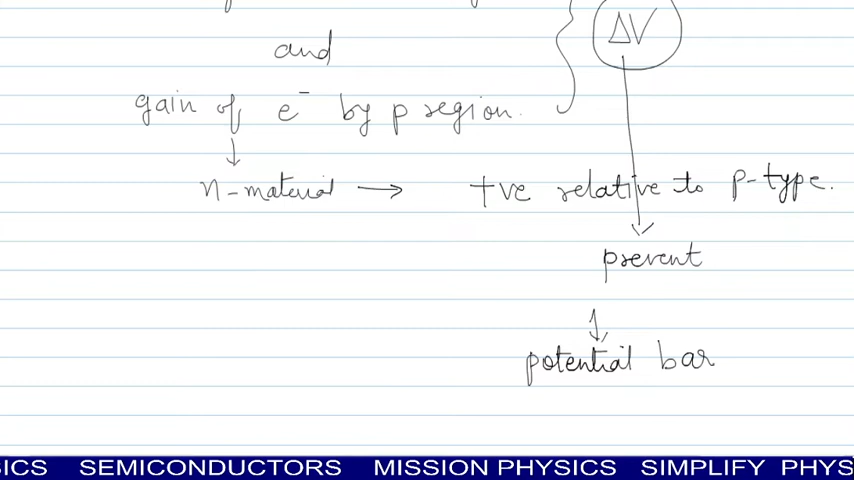 ΔV
and
gain of e⁻ by p region.
n-material → +ve relative to p-type.
prevent
potential bar
SICS SEMICONDUCTORS MISSION PHYSICS SIMPLIFY PHYS